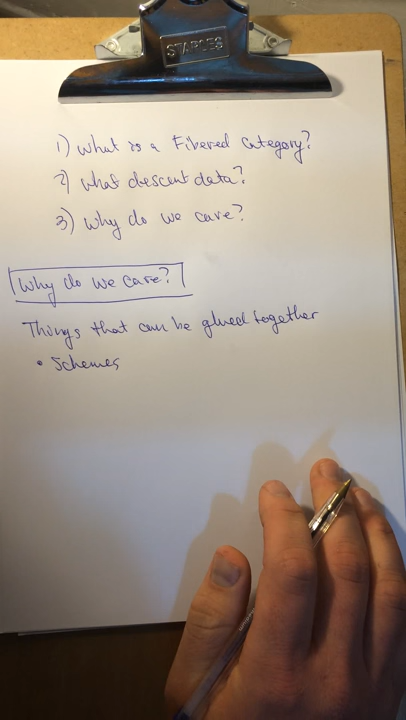 STAPLES
1) What is a Fibered Category?
2) What descent data?
3) Why do we care?
Why do we care?
Things that can be glued together
• Schemes